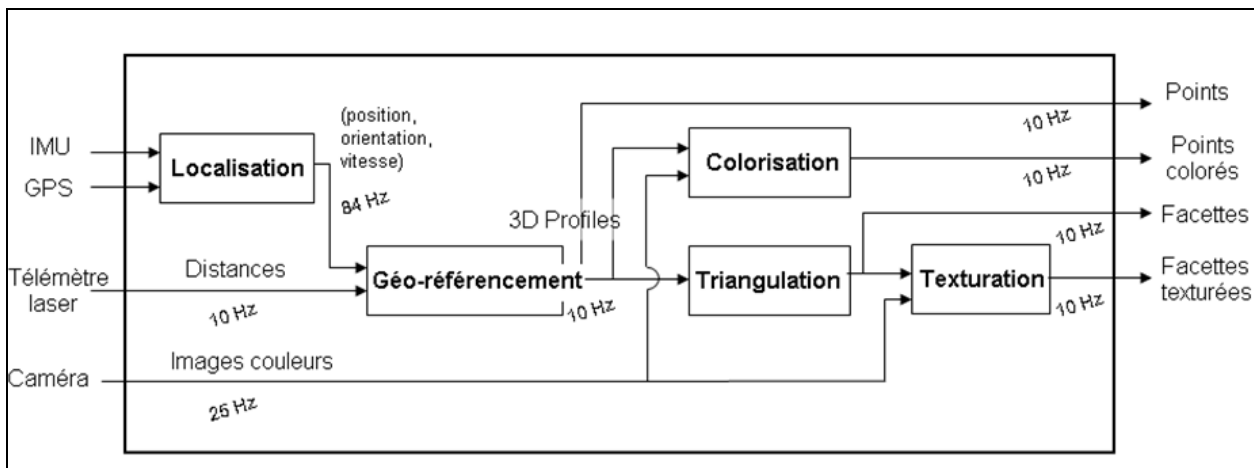 IMU
GPS
Localisation
(position,
orientation,
vitesse)
84 Hz
Télémètre
laser
Distances
10 Hz
Géo-référencement
3D Profiles
10 Hz
Caméra
Images couleurs
25 Hz
Colorisation
Triangulation
Texturation
10 Hz
Points
10 Hz
Points
colorés
10 Hz
Facettes
10 Hz
Facettes
texturées